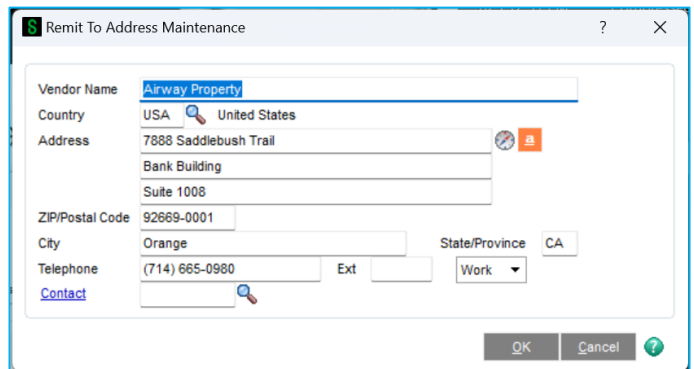 S Remit To Address Maintenance ? X
Vendor Name Airway Property
Country USA United States
Address 7888 Saddlebush Trail a
Bank Building
Suite 1008
ZIP/Postal Code 92669-0001
City Orange State/Province CA
Telephone (714) 665-0980 Ext Work
Contact
OK Cancel ?